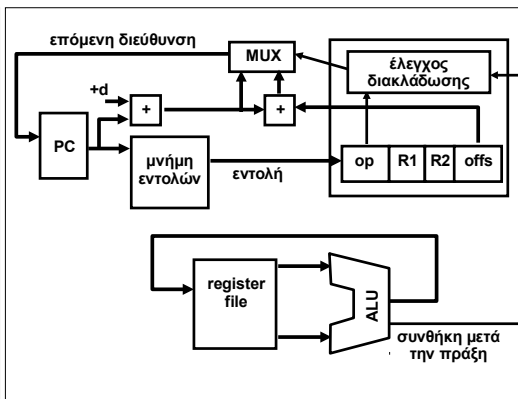 επόμενη διεύθυνση
MUX
έλεγχος
διακλάδωσης
+d
+
+
PC
μνήμη
εντολών
εντολή
op R1 R2 offs
register
file
ALU
συνθήκη μετά
την πράξη